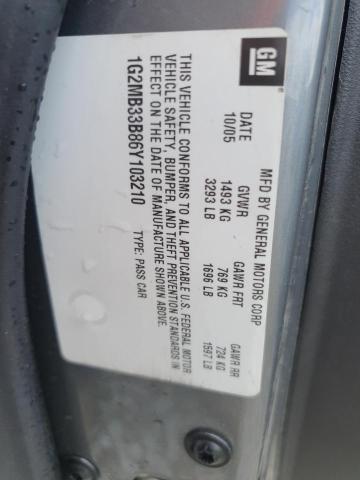 GM
MFD BY GENERAL MOTORS CORP
DATE GVWR GAWR FRT GAWR RR
10/05 1493 KG 769 KG 724 KG
3293 LB 1696 LB 1597 LB
THIS VEHICLE CONFORMS TO ALL APPLICABLE U.S. FEDERAL MOTOR
VEHICLE SAFETY, BUMPER, AND THEFT PREVENTION STANDARDS IN
EFFECT ON THE DATE OF MANUFACTURE SHOWN ABOVE.
1G2MB33B86Y103210 TYPE: PASS CAR